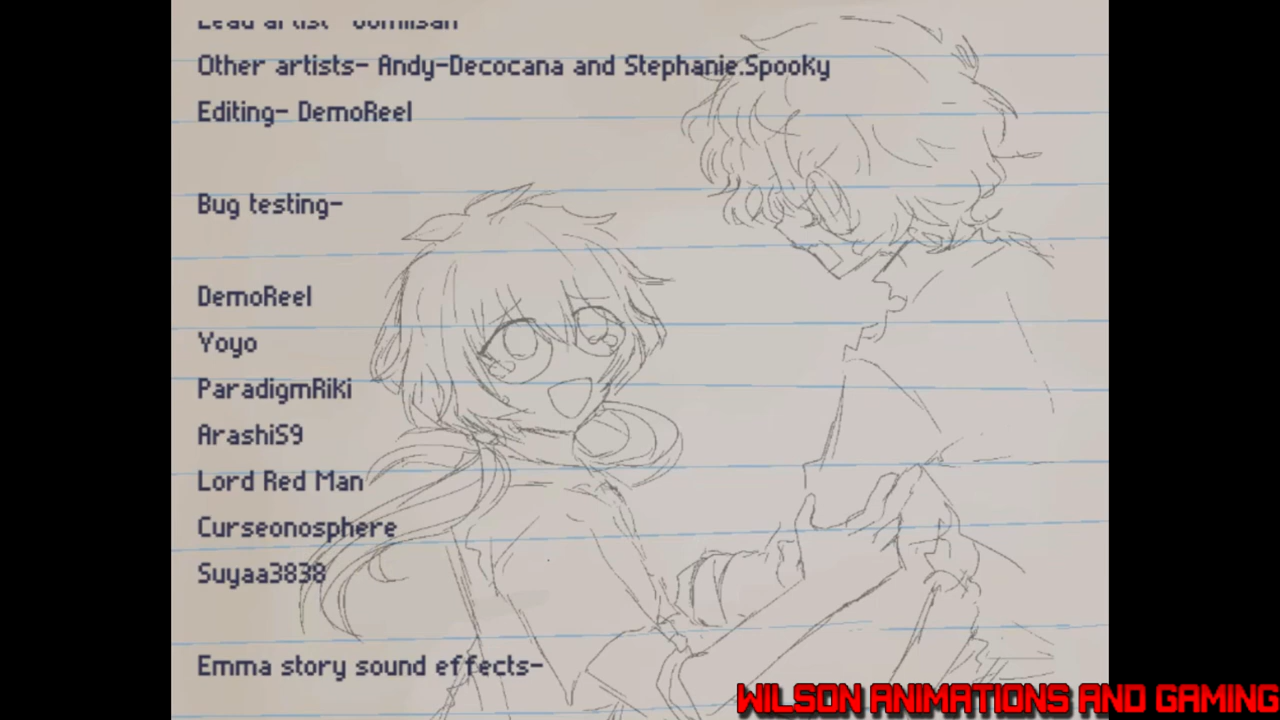 Other artists- Andy-Decocana and Stephanie.Spooky
Editing- DemoReel
Bug testing-
DemoReel
Yoyo
ParadigmRiki
ArashiS9
Lord Red Man
Curseonosphere
Suyaa3838
Emma story sound effects-
WILSON ANIMATIONS AND GAMING